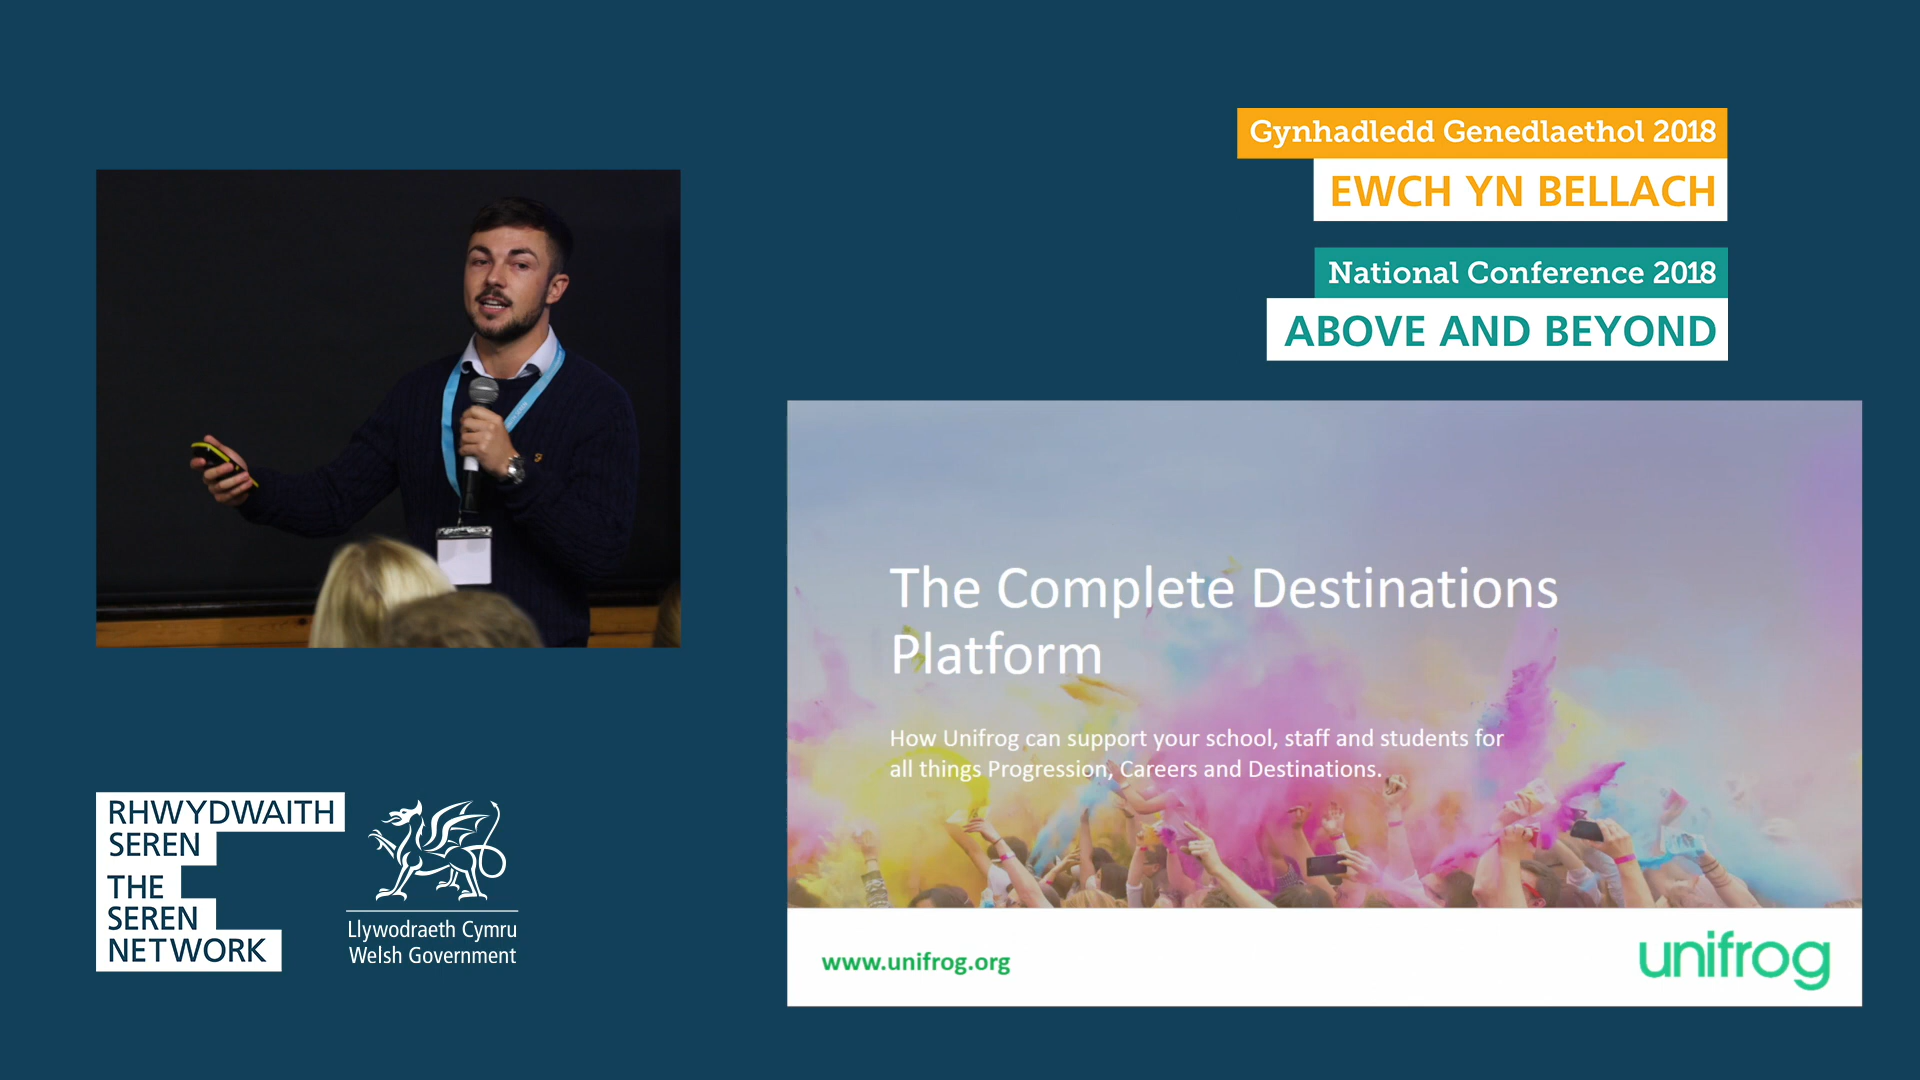 Gynhadledd Genedlaethol 2018
EWCH YN BELLACH
National Conference 2018
ABOVE AND BEYOND
The Complete Destinations
Platform
How Unifrog can support your school, staff and students for
all things Progression, Careers and Destinations.
www.unifrog.org
unifrog
RHWYDWAITH
SEREN
THE
SEREN
NETWORK
Llywodraeth Cymru
Welsh Government